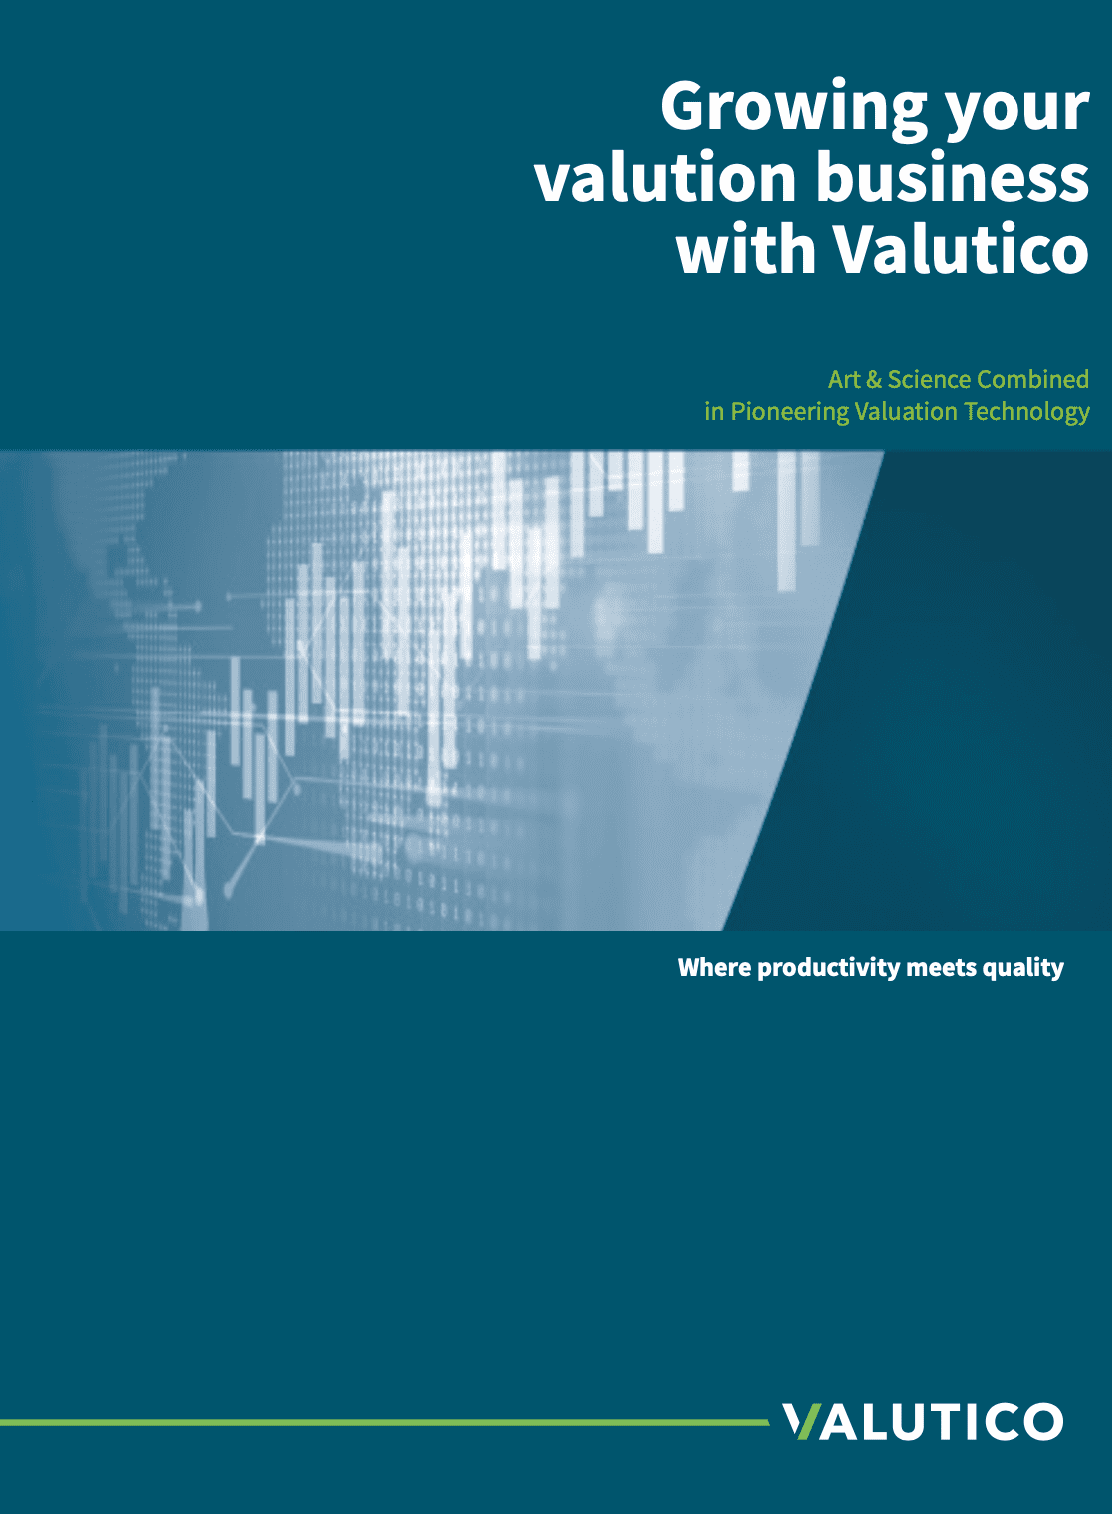 Growing your
valution business
with Valutico
Art & Science Combined
in Pioneering Valuation Technology
Where productivity meets quality
VALUTICO